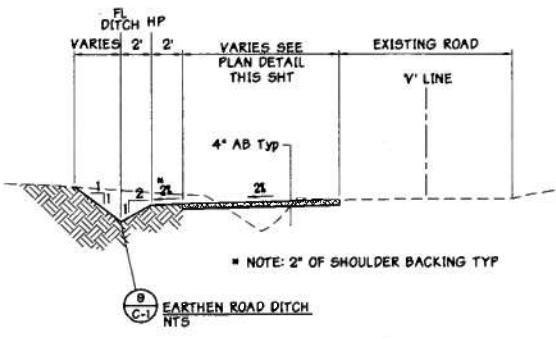 FL
DITCH HP
VARIES 2' 2' VARIES SEE EXISTING ROAD
PLAN DETAIL
THIS SHT
'V' LINE
4" AB Typ
1 1 1 2 * 2% 2%
* NOTE: 2" OF SHOULDER BACKING TYP
9
C-1
EARTHEN ROAD DITCH
NTS